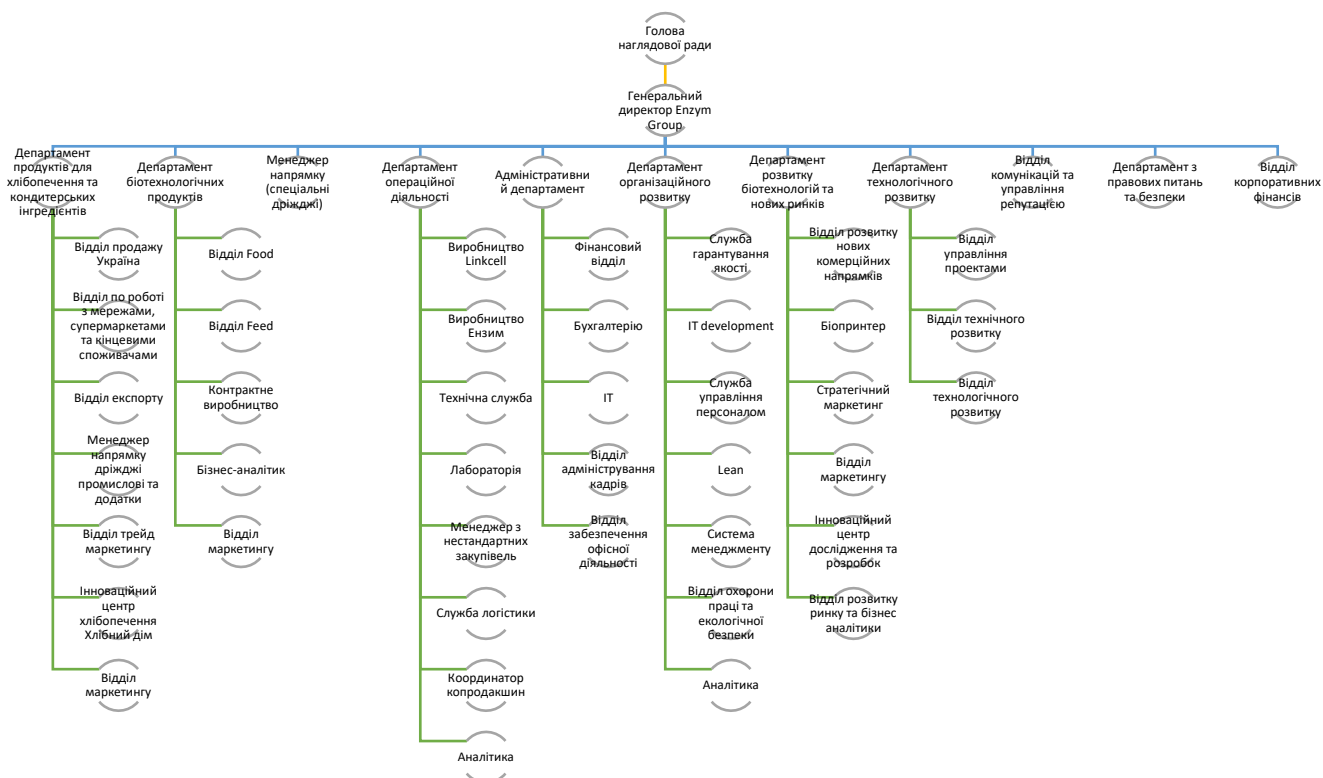 Голова
наглядової ради
Генеральний
директор Enzym
Group
Департамент
продуктів для
хлібопечення та
кондитерських
інгредієнтів
Департамент
біотехнологічних
продуктів
Менеджер
напрямку
(спеціальні
дріжджі)
Департамент
операційної
діяльності
Адміністративни
й департамент
Департамент
організаційного
розвитку
Департамент
розвитку
біотехнологій та
нових ринків
Департамент
технологічного
розвитку
Відділ
комунікацій та
управління
репутацією
Департамент з
правових питань
та безпеки
Відділ
корпоративних
фінансів
Відділ продажу
Україна
Відділ по роботі
з мережами,
супермаркетами
та кінцевими
споживачами
Відділ експорту
Менеджер
напрямку
дріжджі
промислові та
додатки
Відділ трейд
маркетингу
Інноваційний
центр
хлібопечення
Хлібний дім
Відділ
маркетингу
Відділ Food
Відділ Feed
Контрактне
виробництво
Бізнес-аналітик
Відділ
маркетингу
Виробництво
Linkcell
Виробництво
Ензим
Технічна служба
Лабораторія
Менеджер з
нестандартних
закупівель
Служба логістики
Координатор
копродакшин
Аналітика
Фінансовий
відділ
Бухгалтерію
ІТ
Відділ
адміністрування
кадрів
Відділ
забезпечення
офісної
діяльності
Служба
гарантування
якості
IT development
Служба
управління
персоналом
Lean
Система
менеджменту
Відділ охорони
праці та
екологічної
безпеки
Аналітика
Відділ розвитку
нових
комерційних
напрямків
Біопринтер
Стратегічний
маркетинг
Відділ
маркетингу
Інноваційний
центр
дослідження та
розробок
Відділ розвитку
ринку та бізнес
аналітики
Відділ
управління
проектами
Відділ технічного
розвитку
Відділ
технологічного
розвитку